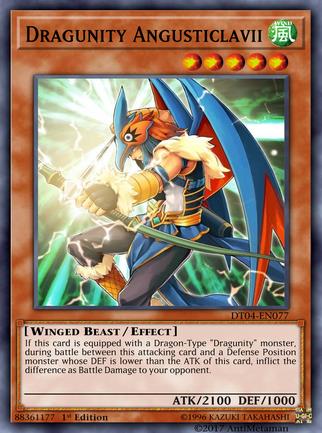 Dragunity Angusticlavii
WIND
風
DT04-EN077
[Winged Beast / Effect]
If this card is equipped with a Dragon-Type "Dragunity" monster,
during battle between this attacking card and a Defense Position
monster whose DEF is lower than the ATK of this card, inflict the
difference as Battle Damage to your opponent.
ATK/2100 DEF/1000
88361177 1st Edition ©1996 KAZUKI TAKAHASHI
©2017 AntiMetaman